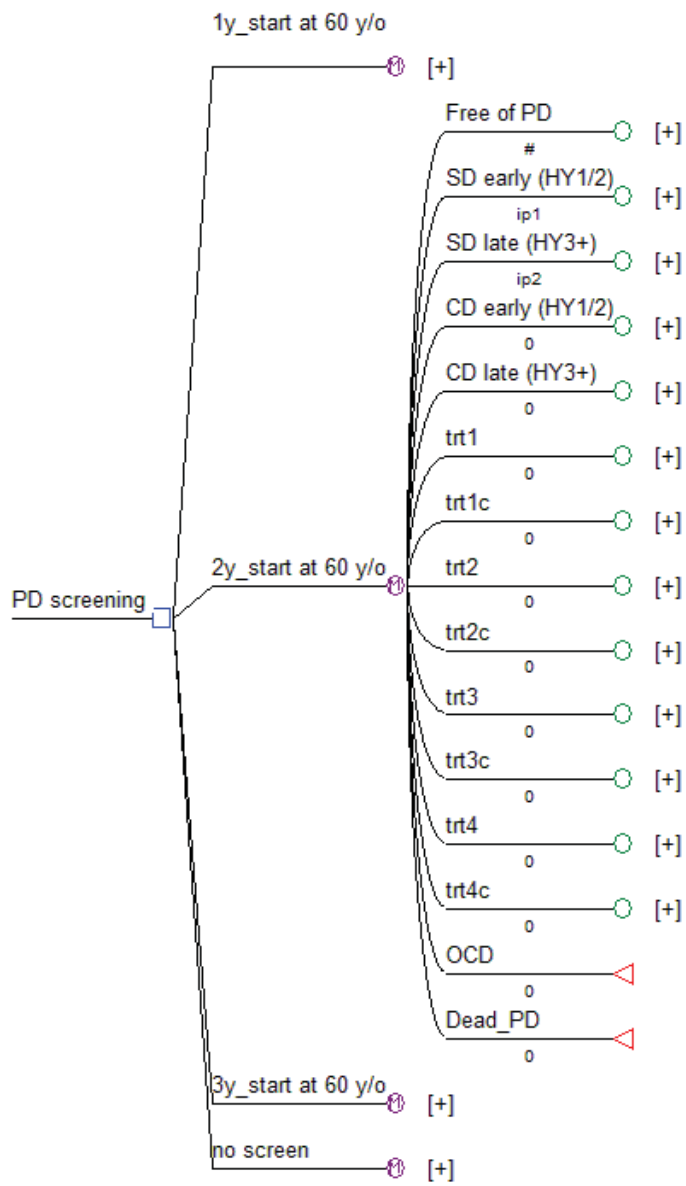 1y_start at 60 y/o
M [+]
Free of PD
# [+]
SD early (HY1/2)
ip1 [+]
SD late (HY3+)
ip2 [+]
CD early (HY1/2)
0 [+]
CD late (HY3+)
0 [+]
trt1
0 [+]
trt1c
0 [+]
2y_start at 60 y/o
M
PD screening
trt2
0 [+]
trt2c
0 [+]
trt3
0 [+]
trt3c
0 [+]
trt4
0 [+]
trt4c
0 [+]
OCD
0
Dead_PD
0
3y_start at 60 y/o
M [+]
no screen
M [+]